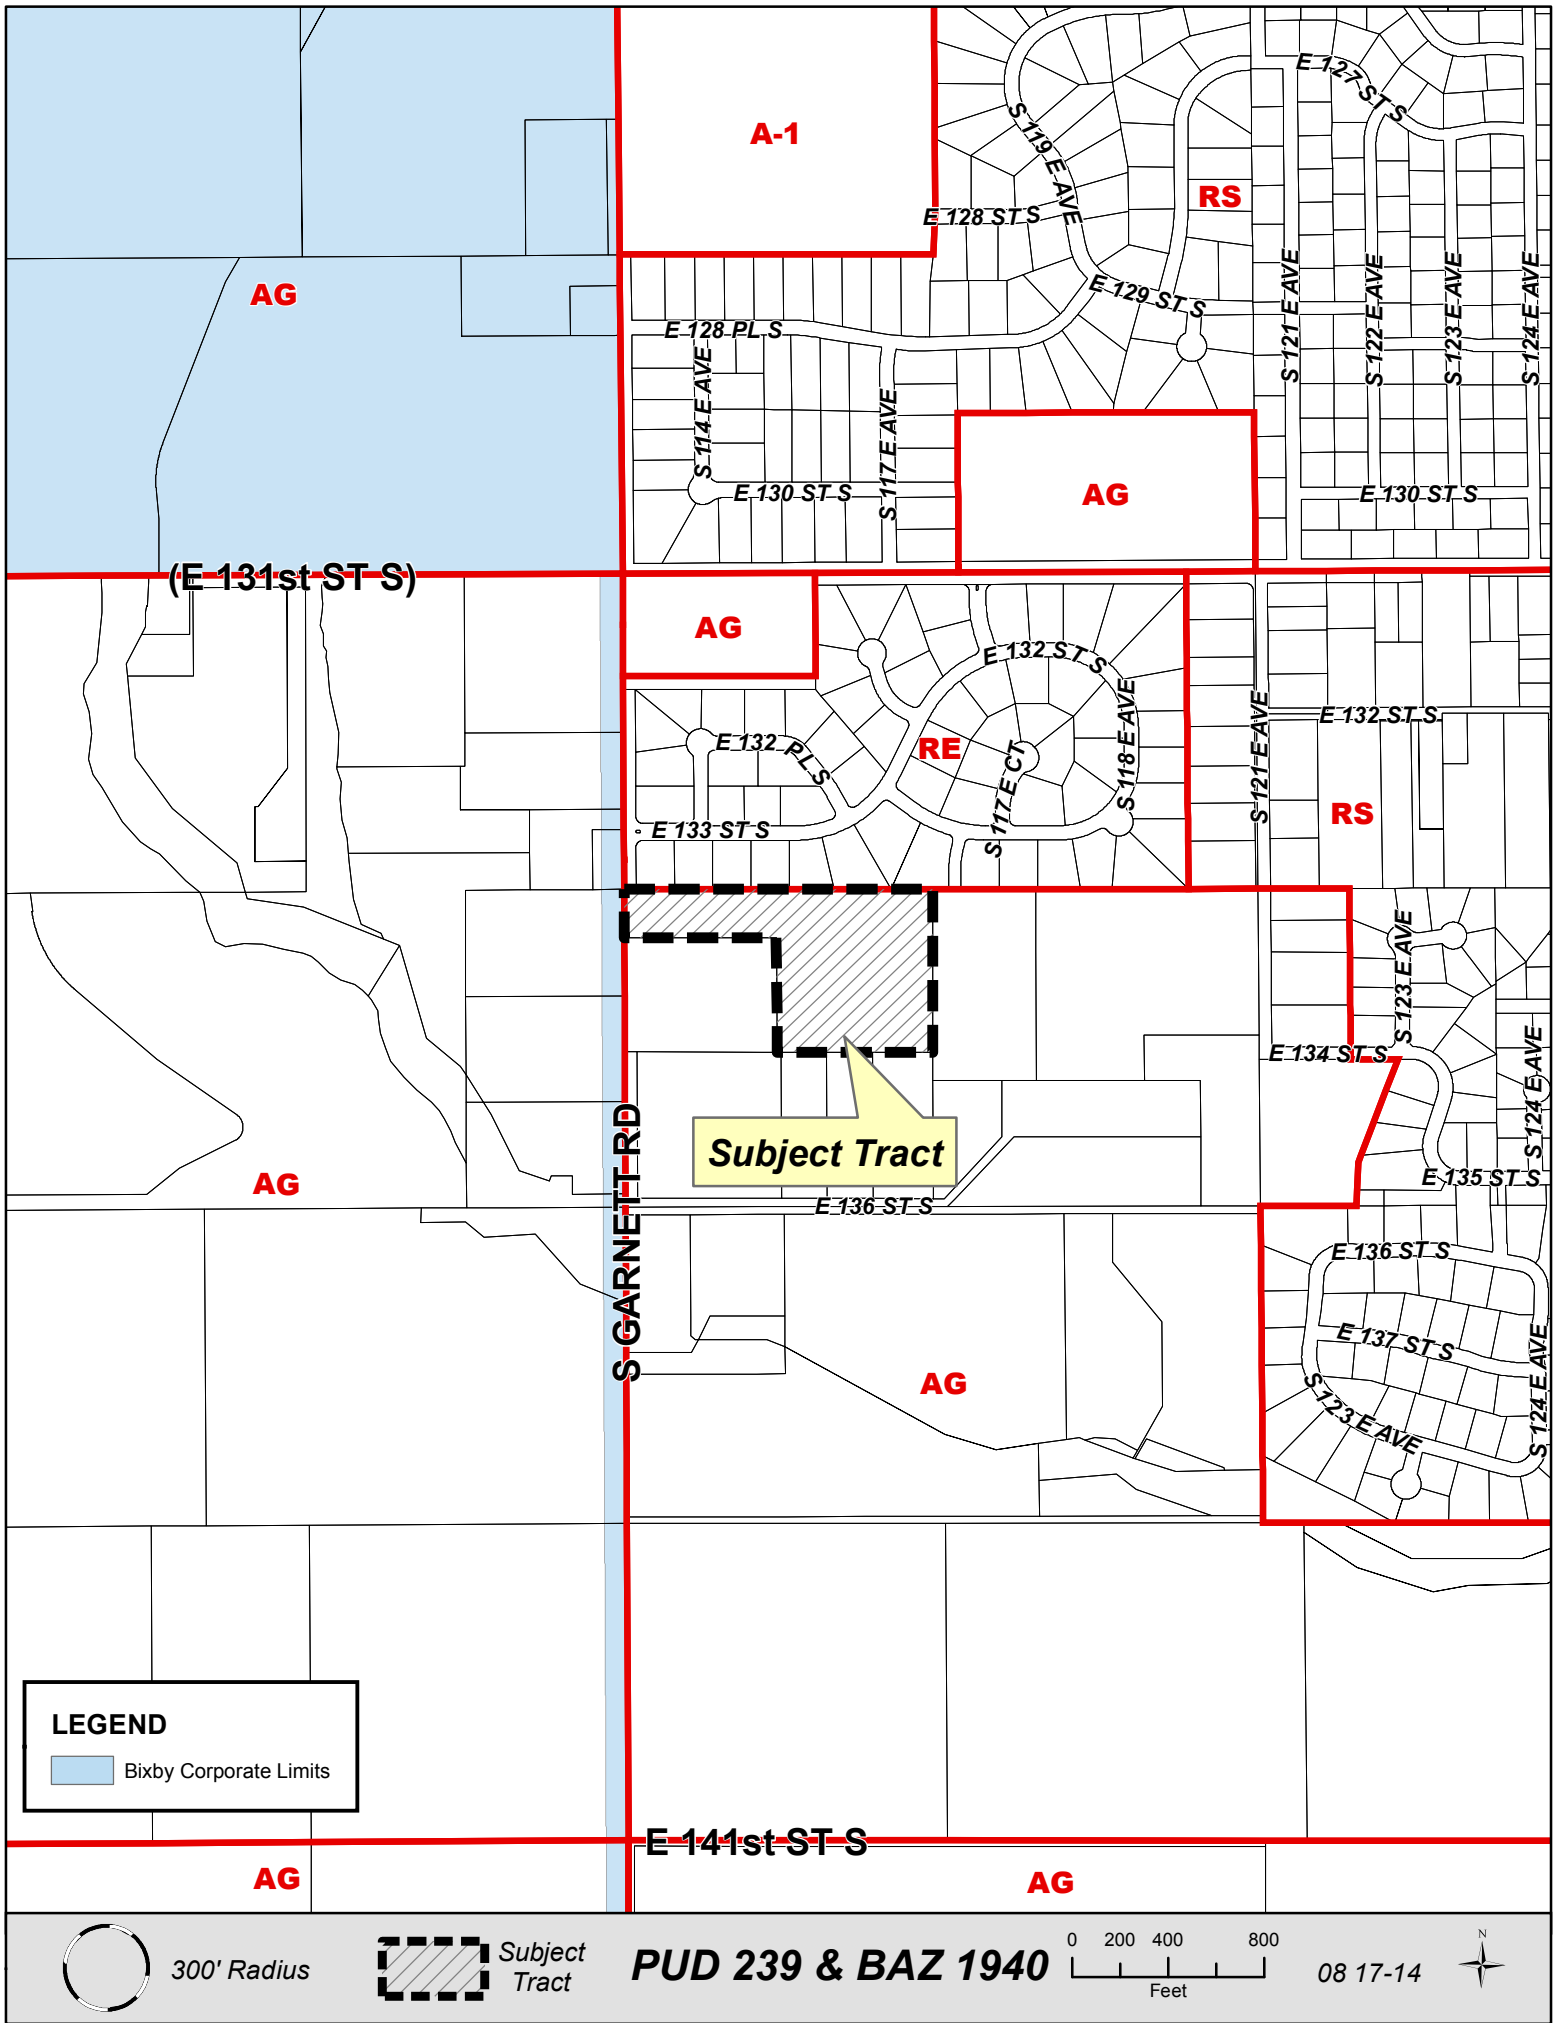 A-1
E 127 ST S
S 119 E AVE
RS
E 128 ST S
AG
E 129 ST S
S 121 E AVE
S 122 E AVE
S 123 E AVE
S 124 E AVE
E 128 PL S
S 114 E AVE
S 117 E AVE
E 130 ST S
AG
E 130 ST S
(E 131st ST S)
AG
E 132 ST S
S 118 E AVE
S 121 E AVE
E 132 ST S
E 132 PL S
RE
S 117 E CT
RS
E 133 ST S
S 123 E AVE
E 134 ST S
S 124 E AVE
Subject Tract
S GARNETT RD
AG
E 135 ST S
E 136 ST S
E 136 ST S
E 137 ST S
S 124 E AVE
AG
S 123 E AVE
LEGEND
Bixby Corporate Limits
E 141st ST S
AG
AG
300' Radius
Subject
Tract
PUD 239 & BAZ 1940
0 200 400 800
Feet
08 17-14
N